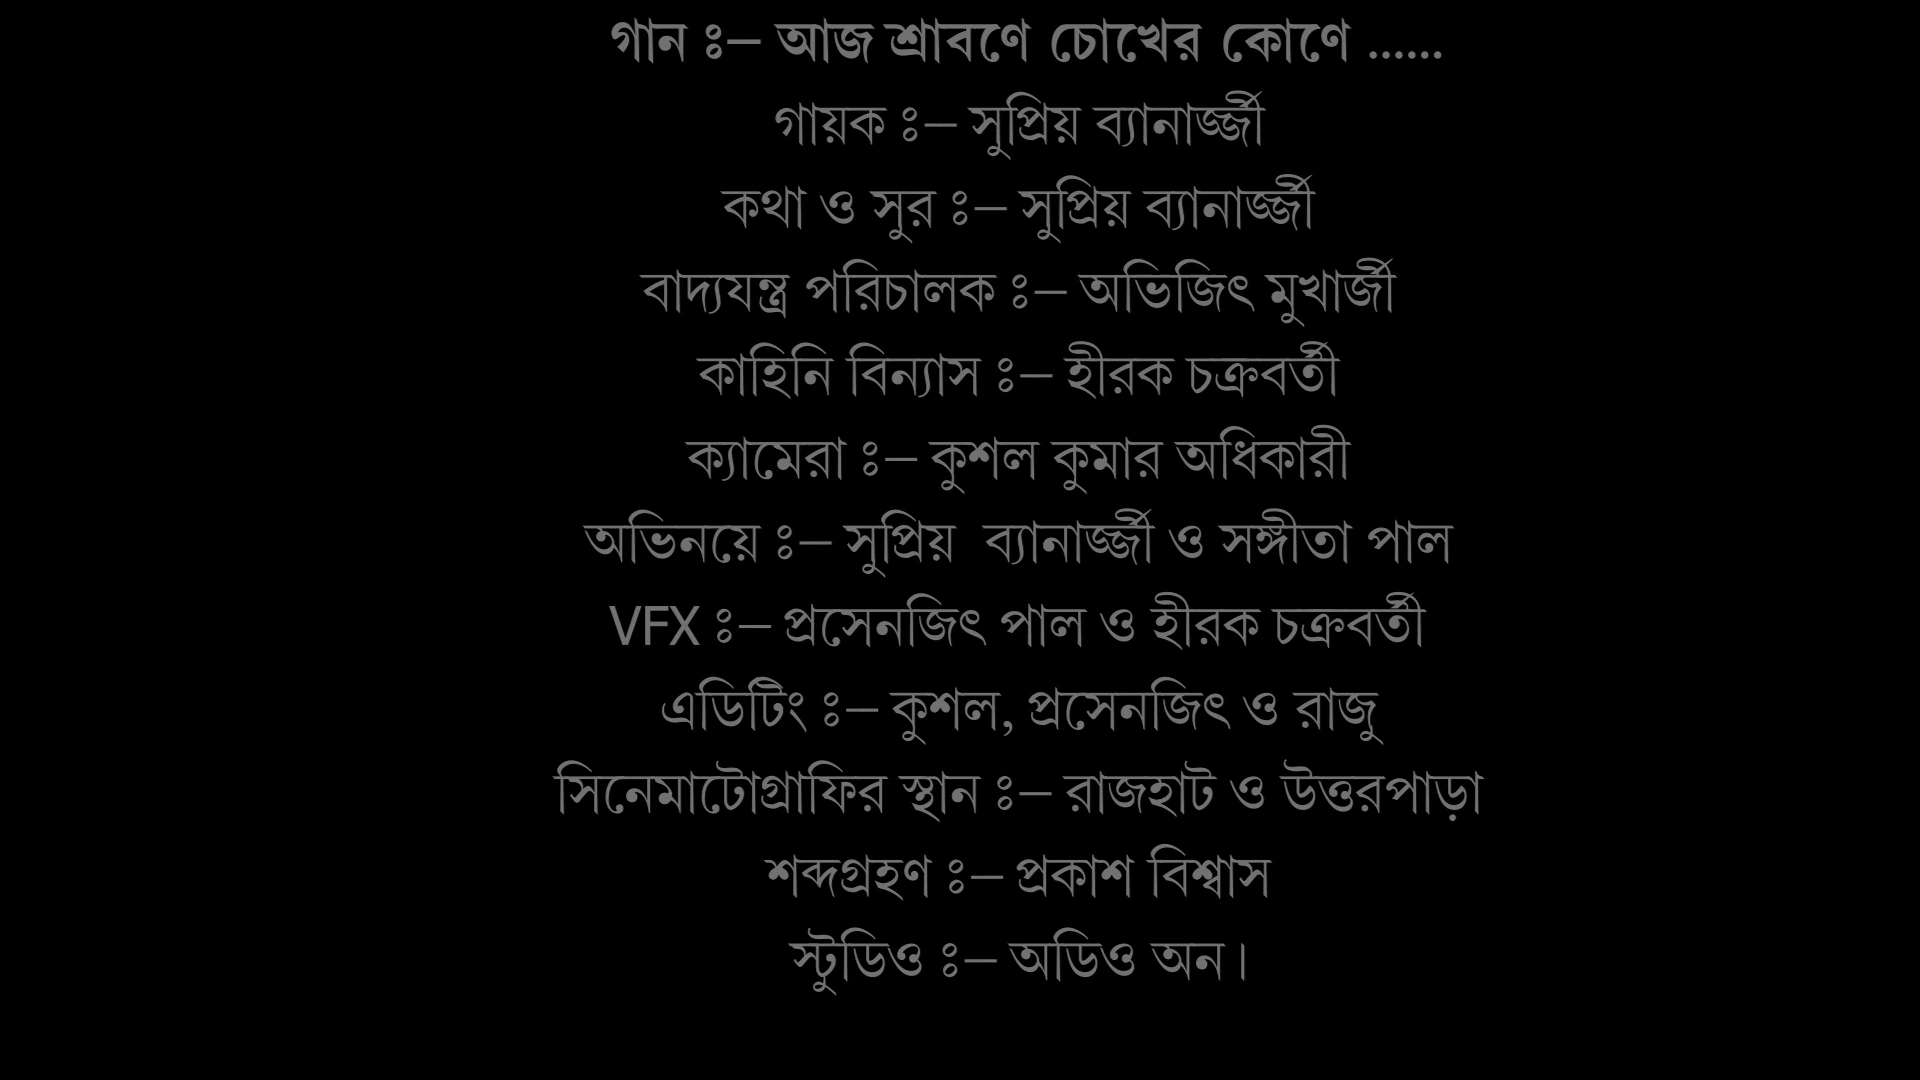 গান ঃ– আজ শ্রাবণে চোখের কোণে ......
গায়ক ঃ– সুপ্রিয় ব্যানার্জ্জী
কথা ও সুর ঃ– সুপ্রিয় ব্যানার্জ্জী
বাদ্যযন্ত্র পরিচালক ঃ– অভিজিৎ মুখার্জী
কাহিনি বিন্যাস ঃ– হীরক চক্রবর্তী
ক্যামেরা ঃ– কুশল কুমার অধিকারী
অভিনয়ে ঃ– সুপ্রিয়  ব্যানার্জ্জী ও সঙ্গীতা পাল
VFX ঃ– প্রসেনজিৎ পাল ও হীরক চক্রবর্তী
এডিটিং ঃ– কুশল, প্রসেনজিৎ ও রাজু
সিনেমাটোগ্রাফির স্থান ঃ– রাজহাট ও উত্তরপাড়া
শব্দগ্রহণ ঃ– প্রকাশ বিশ্বাস
স্টুডিও ঃ– অডিও অন।